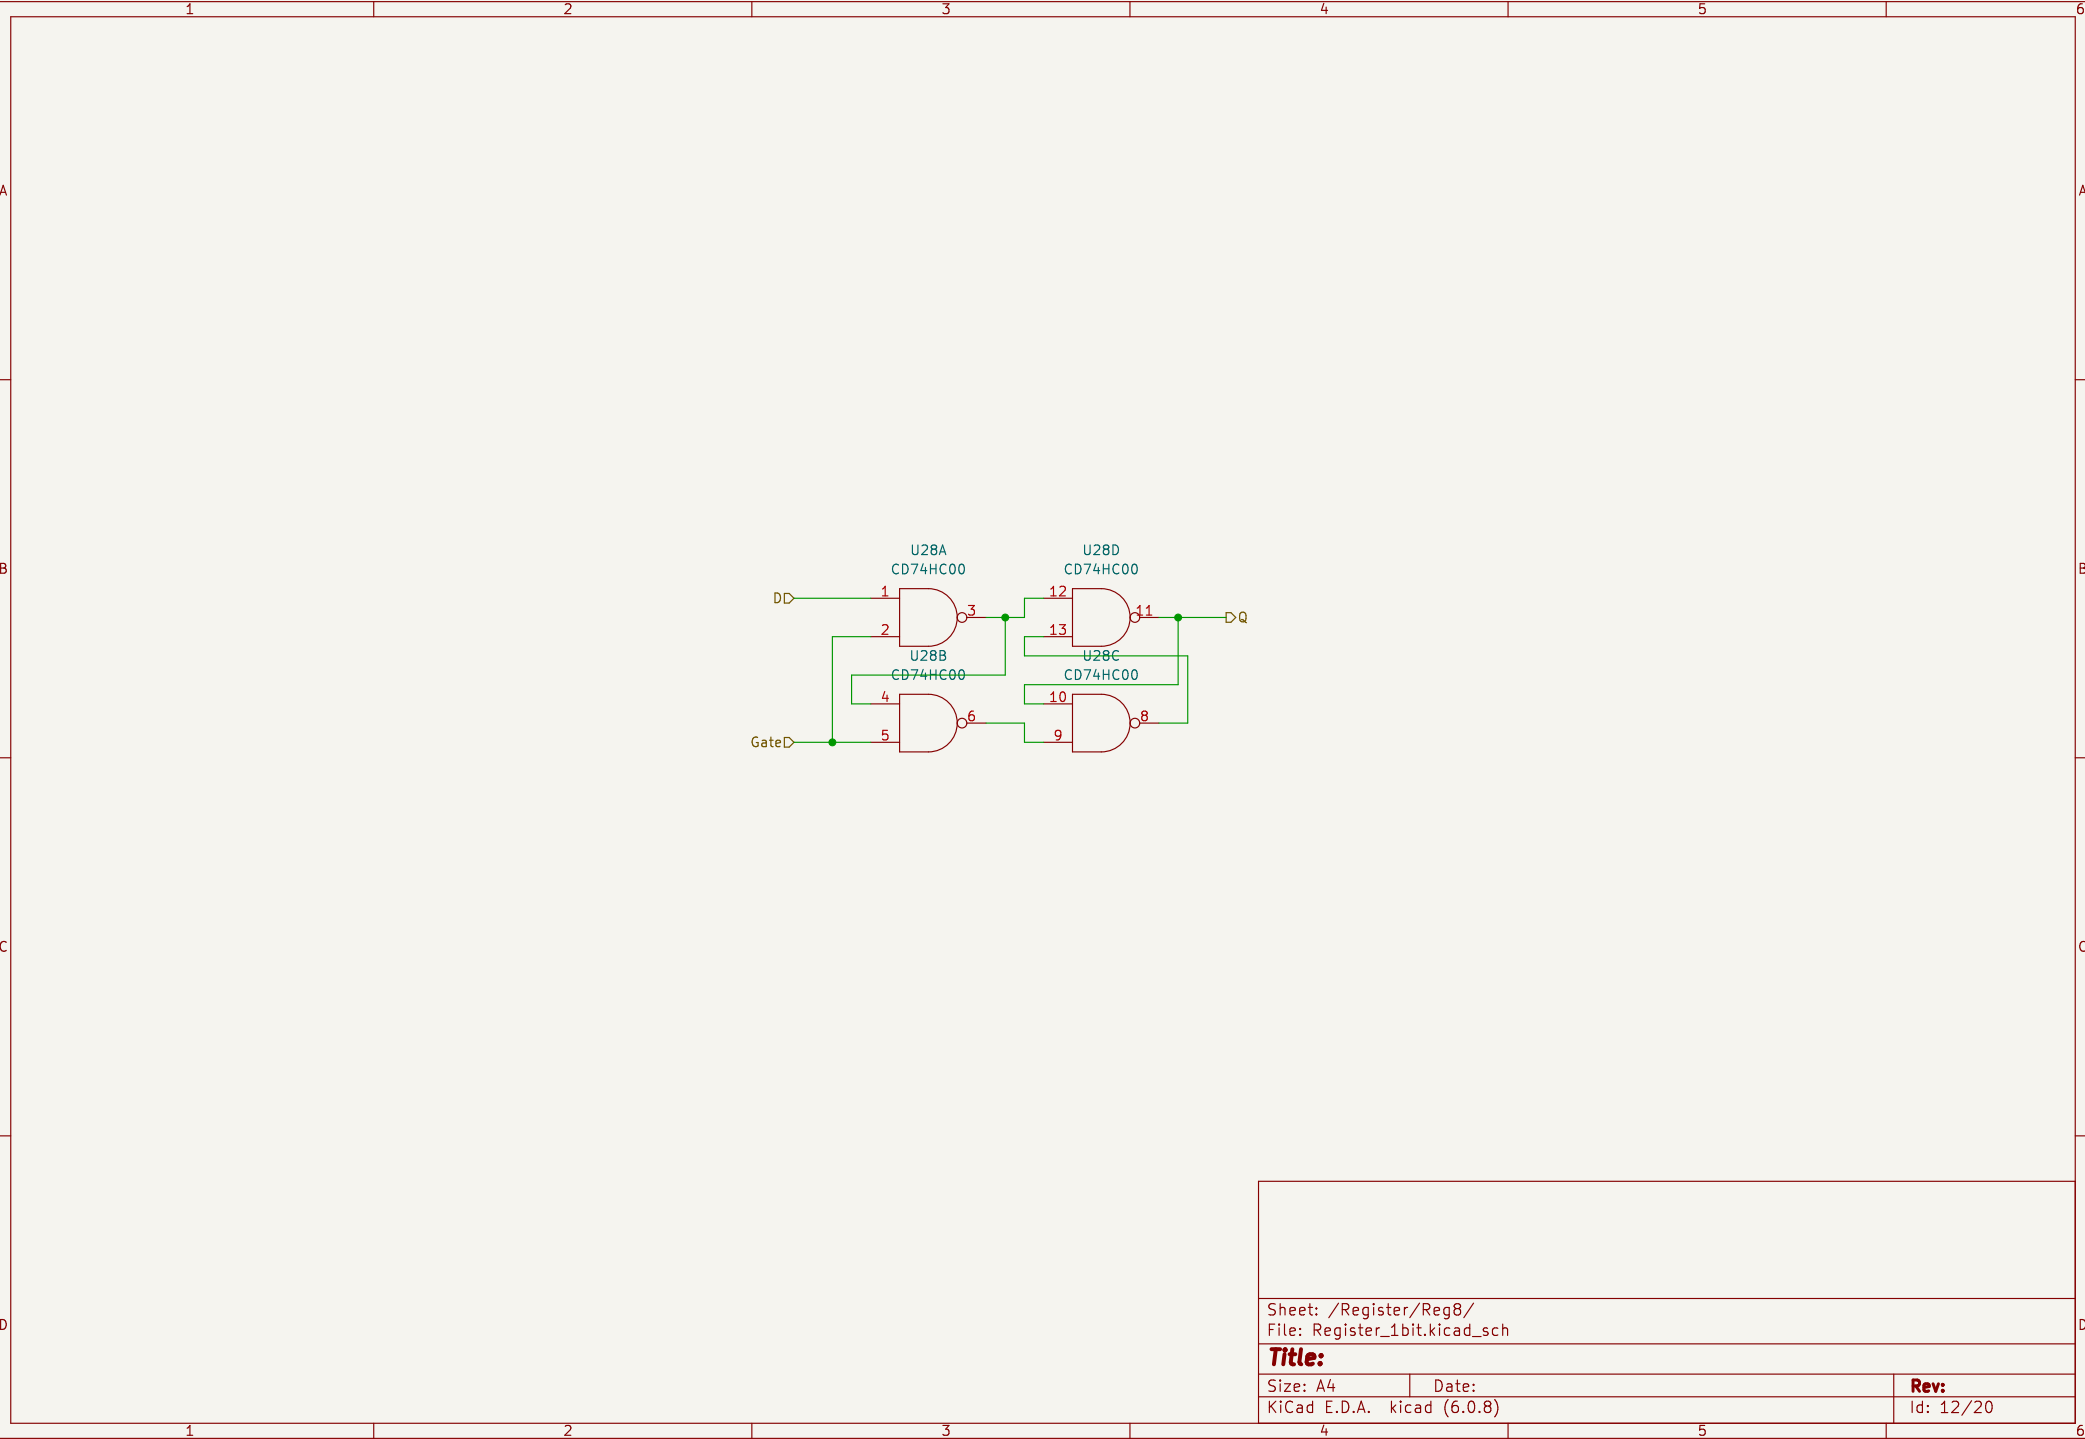 1 2 3 4 5 6
A A
U28A U28D
B CD74HC00 CD74HC00 B
D 1 3 12 11 Q
2 13
U28B U28C
CD74HC00 CD74HC00
4 6 10 8
Gate 5 9
C C
Sheet: /Register/Reg8/
D File: Register_1bit.kicad_sch D
Title:
Size: A4 Date: Rev:
KiCad E.D.A. kicad (6.0.8) Id: 12/20
1 2 3 4 5 6